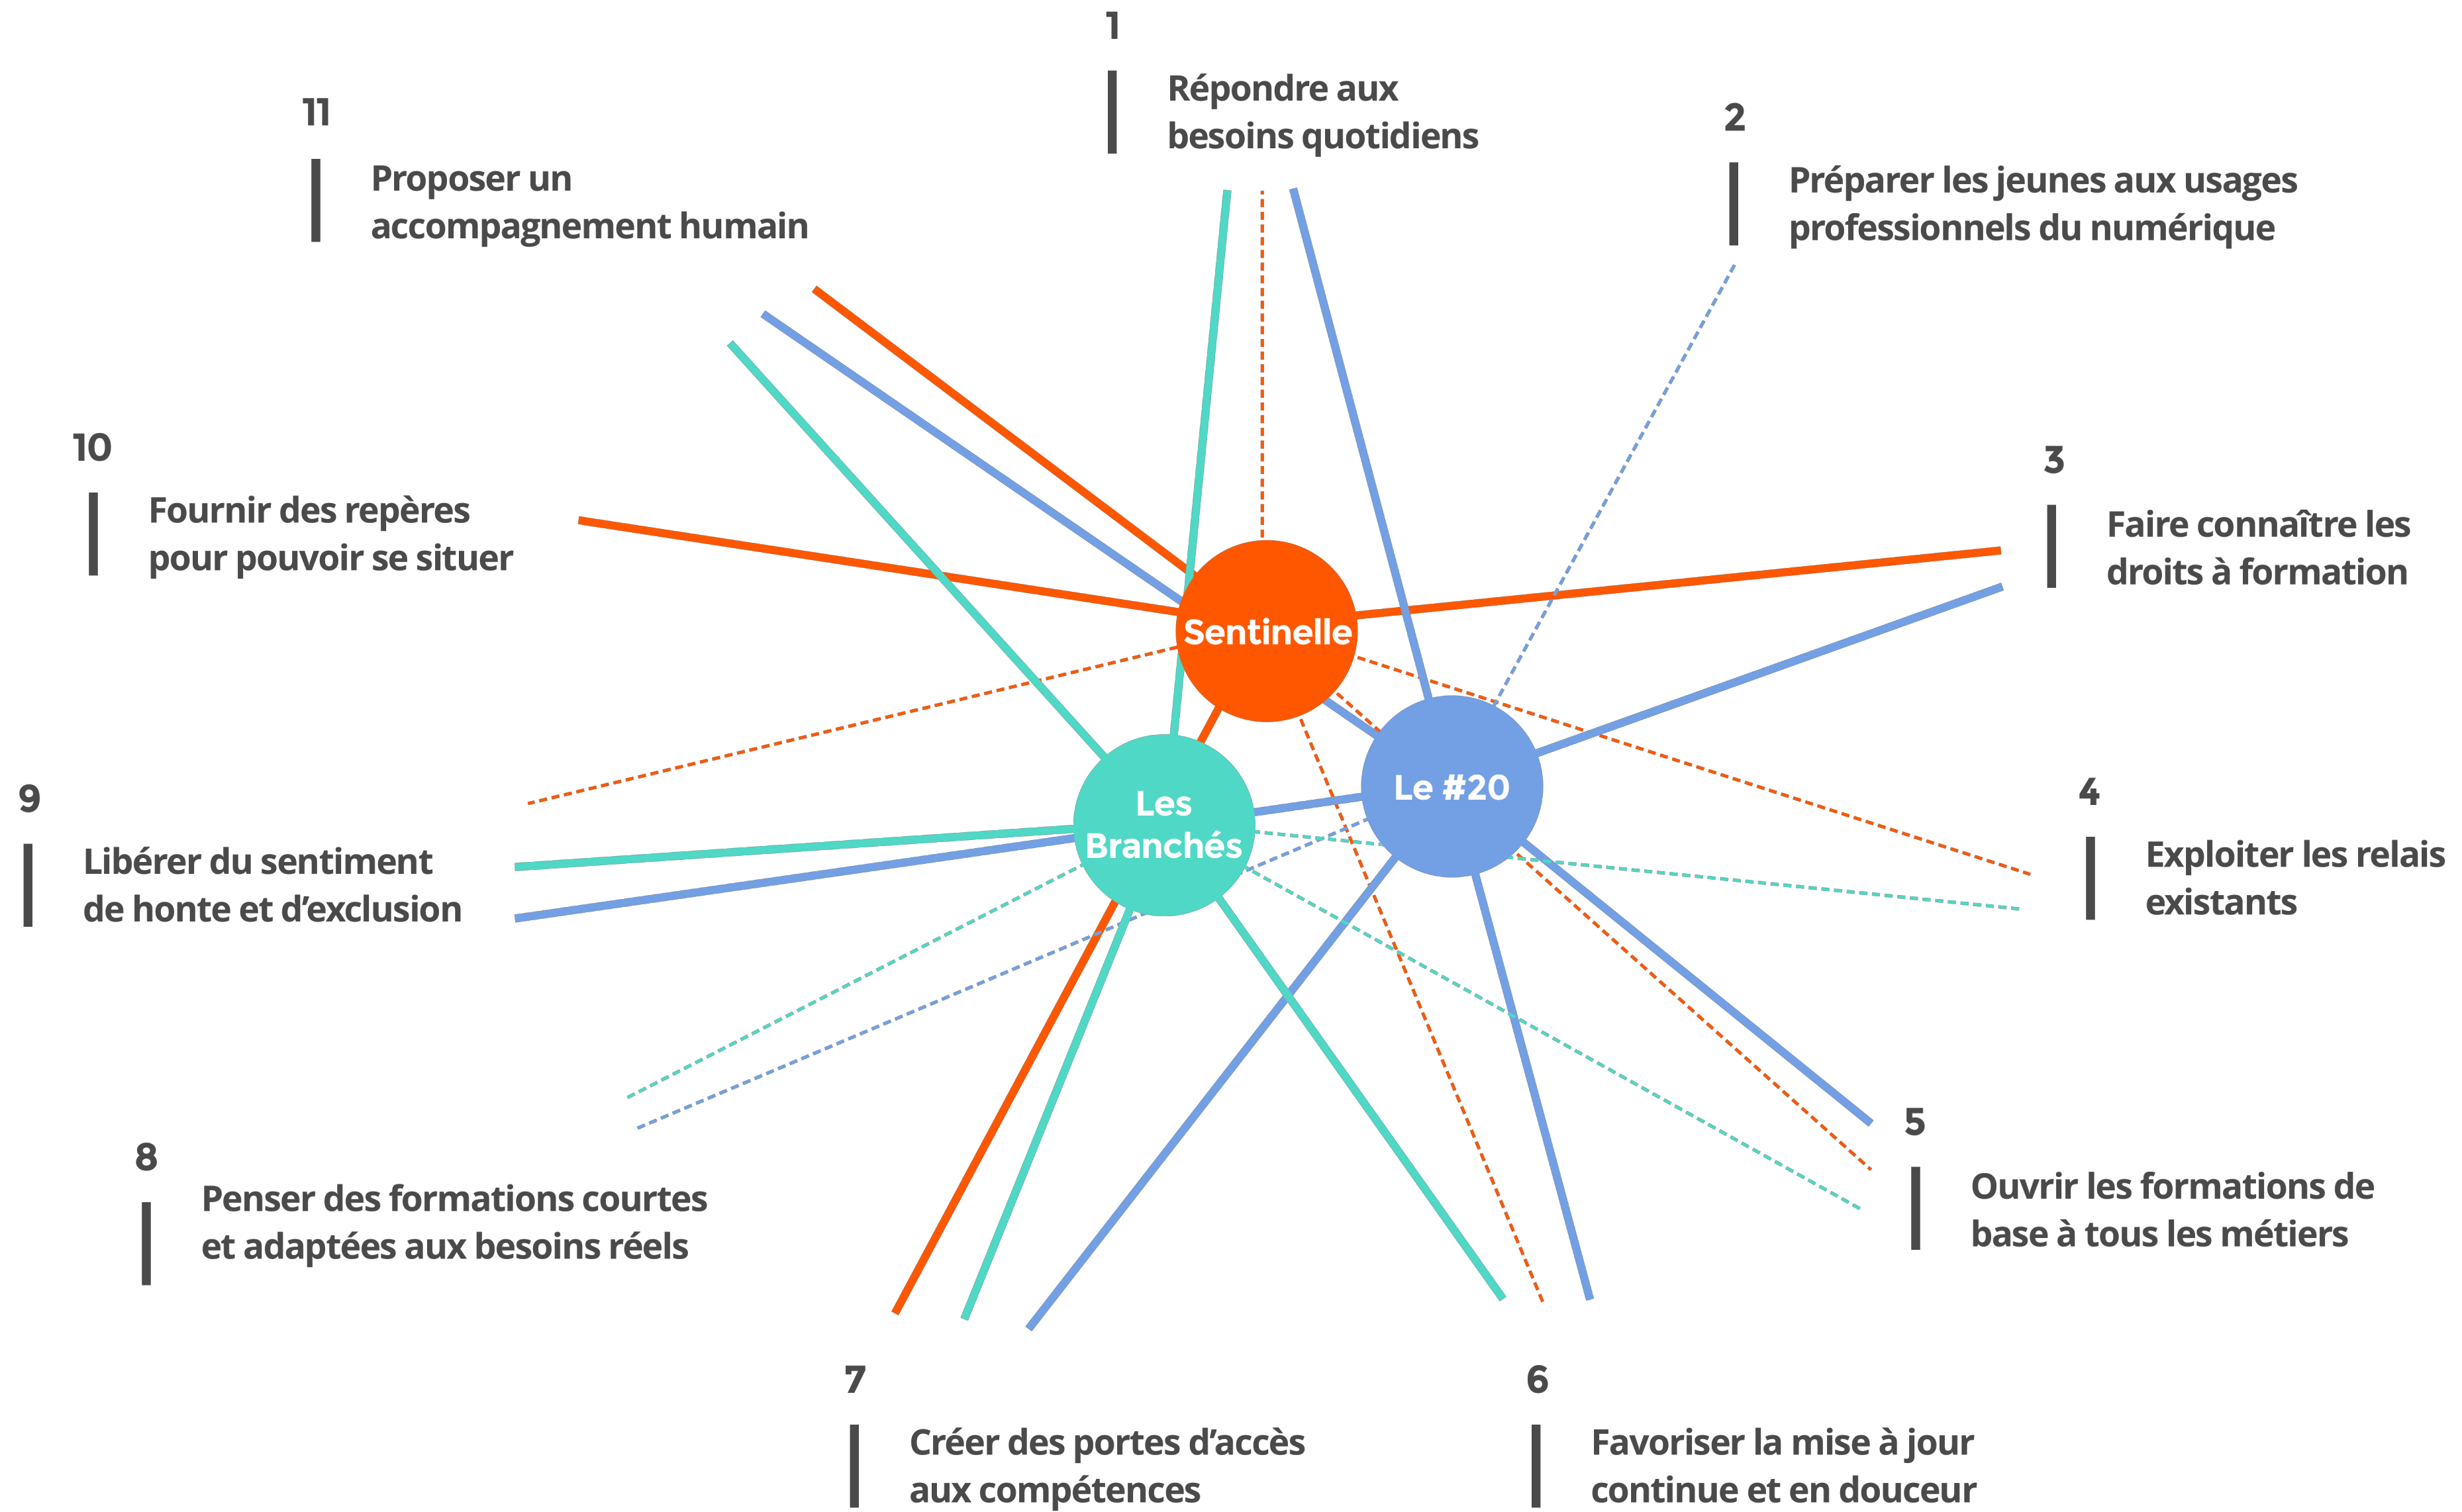 1
Répondre aux
besoins quotidiens
2
Préparer les jeunes aux usages
professionnels du numérique
3
Faire connaître les
droits à formation
4
Exploiter les relais
existants
5
Ouvrir les formations de
base à tous les métiers
6
Favoriser la mise à jour
continue et en douceur
7
Créer des portes d’accès
aux compétences
8
Penser des formations courtes
et adaptées aux besoins réels
9
Libérer du sentiment
de honte et d’exclusion
10
Fournir des repères
pour pouvoir se situer
11
Proposer un
accompagnement humain
Sentinelle
Le #20
Les
Branchés